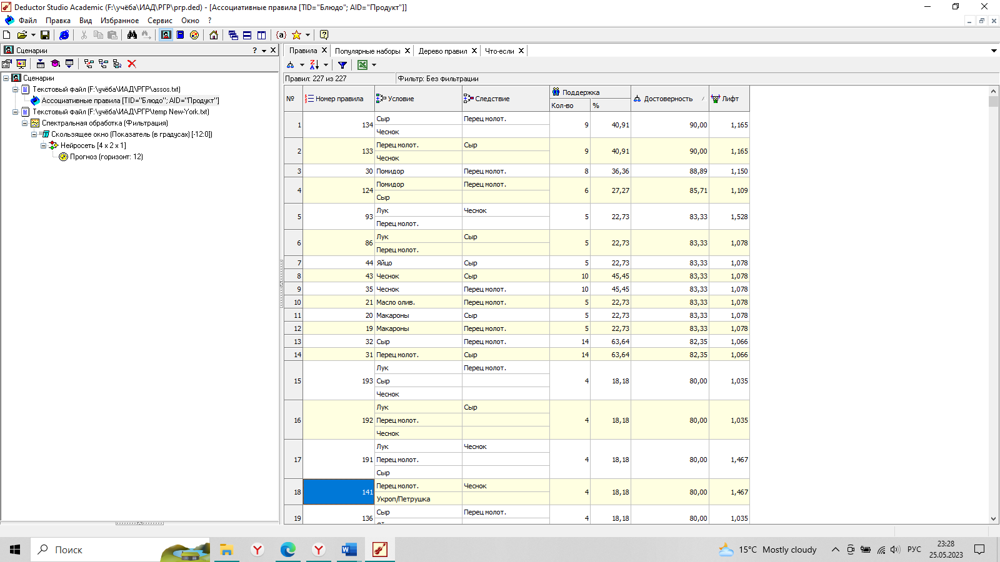 Deductor Studio Academic (F:\учёба\ИАД\РГР\ргр.ded) - [Ассоциативные правила [TID="Блюдо"; AID="Продукт"]]
Файл Правка Вид Избранное Сервис Окно ?
Сценарии
Сценарии
Текстовый файл (F:\учёба\ИАД\РГР\assos.txt)
Ассоциативные правила [TID="Блюдо"; AID="Продукт"]
Текстовый файл (F:\учёба\ИАД\РГР\temp New-York.txt)
Спектральная обработка (Фильтрация)
Скользящее окно (Показатель (в градусах) [-12:0])
Нейросеть [4 x 2 x 1]
Прогноз (горизонт: 12)
Правила Популярные наборы Дерево правил Что-если
Правил: 227 из 227 Фильтр: Без фильтрации
№ Номер правила Условие Следствие Поддержка Достоверность Лифт
Кол-во %
1 134 Сыр Перец молот. 9 40,91 90,00 1,165
Чеснок
2 133 Перец молот. Сыр 9 40,91 90,00 1,165
Чеснок
3 30 Помидор Перец молот. 8 36,36 88,89 1,150
4 124 Помидор Перец молот. 6 27,27 85,71 1,109
Сыр
5 93 Лук Чеснок 5 22,73 83,33 1,528
Перец молот.
6 86 Лук Сыр 5 22,73 83,33 1,078
Перец молот.
7 44 Яйцо Сыр 5 22,73 83,33 1,078
8 43 Чеснок Сыр 10 45,45 83,33 1,078
9 35 Чеснок Перец молот. 10 45,45 83,33 1,078
10 21 Масло олив. Перец молот. 5 22,73 83,33 1,078
11 20 Макароны Сыр 5 22,73 83,33 1,078
12 19 Макароны Перец молот. 5 22,73 83,33 1,078
13 32 Сыр Перец молот. 14 63,64 82,35 1,066
14 31 Перец молот. Сыр 14 63,64 82,35 1,066
15 193 Лук Перец молот. 4 18,18 80,00 1,035
Сыр
Чеснок
16 192 Лук Сыр 4 18,18 80,00 1,035
Перец молот.
Чеснок
17 191 Лук Чеснок 4 18,18 80,00 1,467
Перец молот.
Сыр
18 141 Перец молот. Чеснок 4 18,18 80,00 1,467
Укроп/Петрушка
19 136 Сыр Перец молот. 4 18,18 80,00 1,035
Поиск
15°C Mostly cloudy
РУС
23:28
25.05.2023